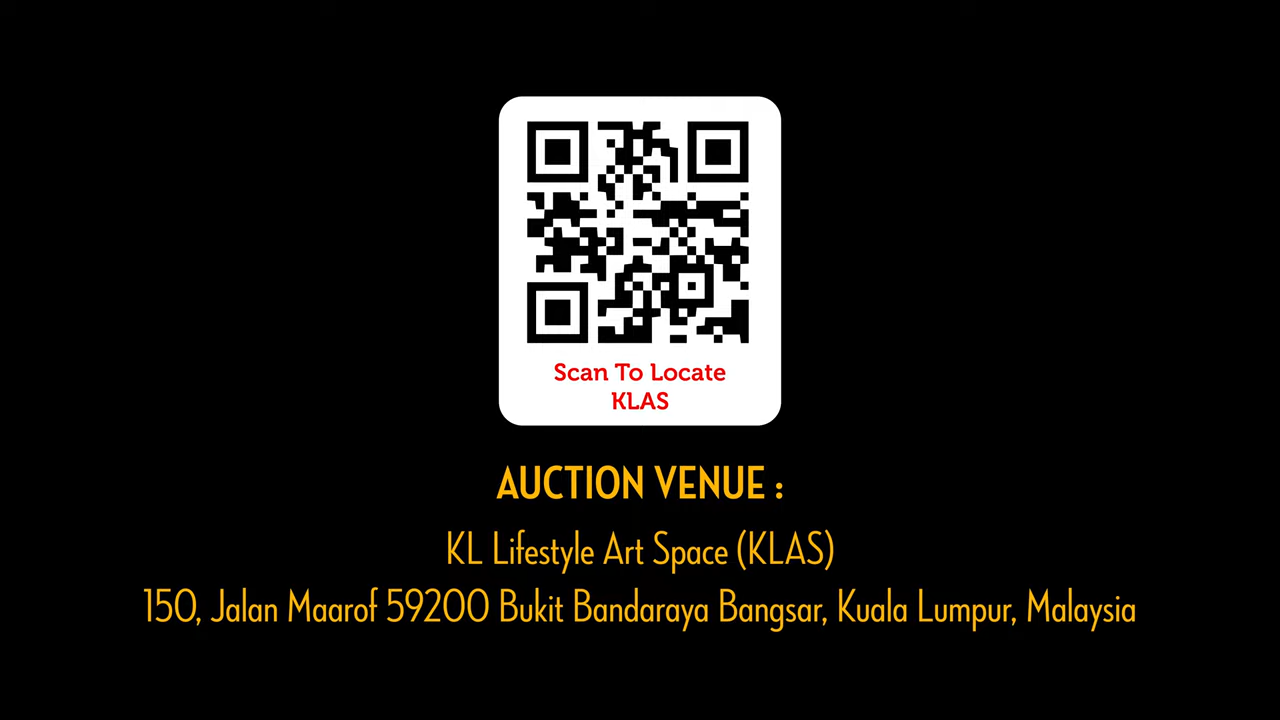 Scan To Locate
KLAS
AUCTION VENUE :
KL Lifestyle Art Space (KLAS)
150, Jalan Maarof 59200 Bukit Bandaraya Bangsar, Kuala Lumpur, Malaysia